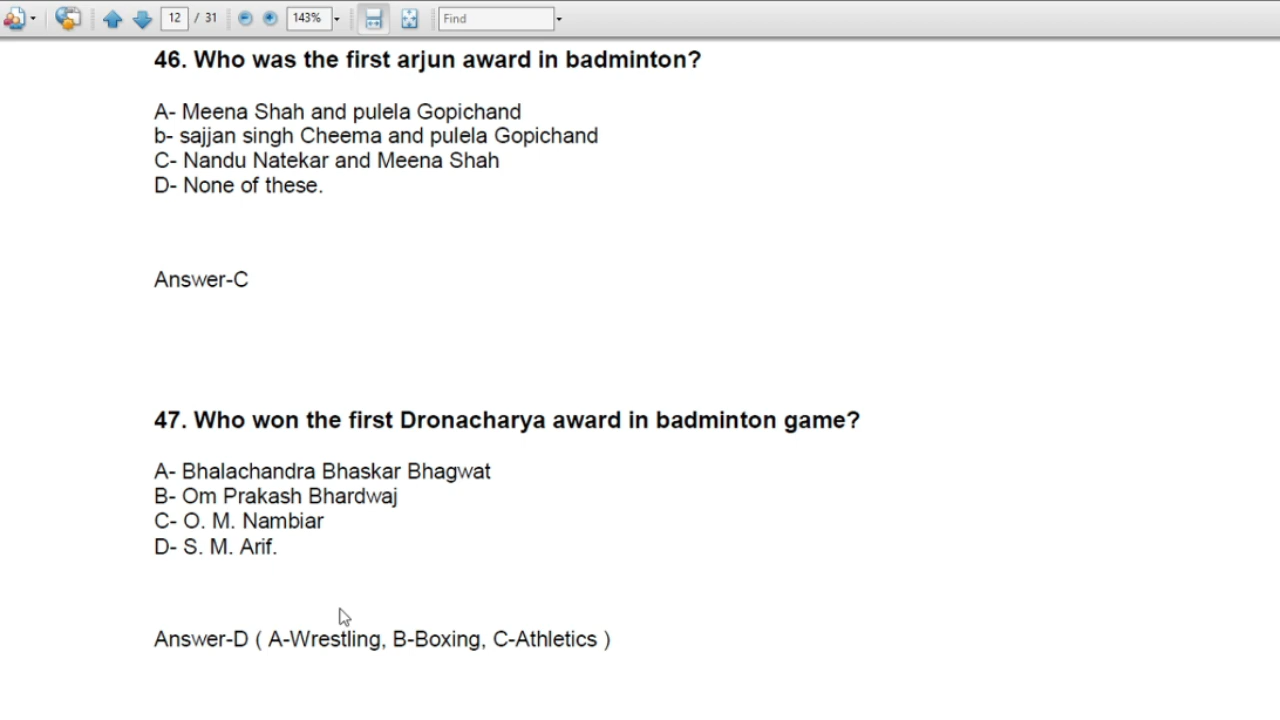 12 / 31 143% Find
46. Who was the first arjun award in badminton?
A- Meena Shah and pulela Gopichand
b- sajjan singh Cheema and pulela Gopichand
C- Nandu Natekar and Meena Shah
D- None of these.
Answer-C
47. Who won the first Dronacharya award in badminton game?
A- Bhalachandra Bhaskar Bhagwat
B- Om Prakash Bhardwaj
C- O. M. Nambiar
D- S. M. Arif.
Answer-D ( A-Wrestling, B-Boxing, C-Athletics )